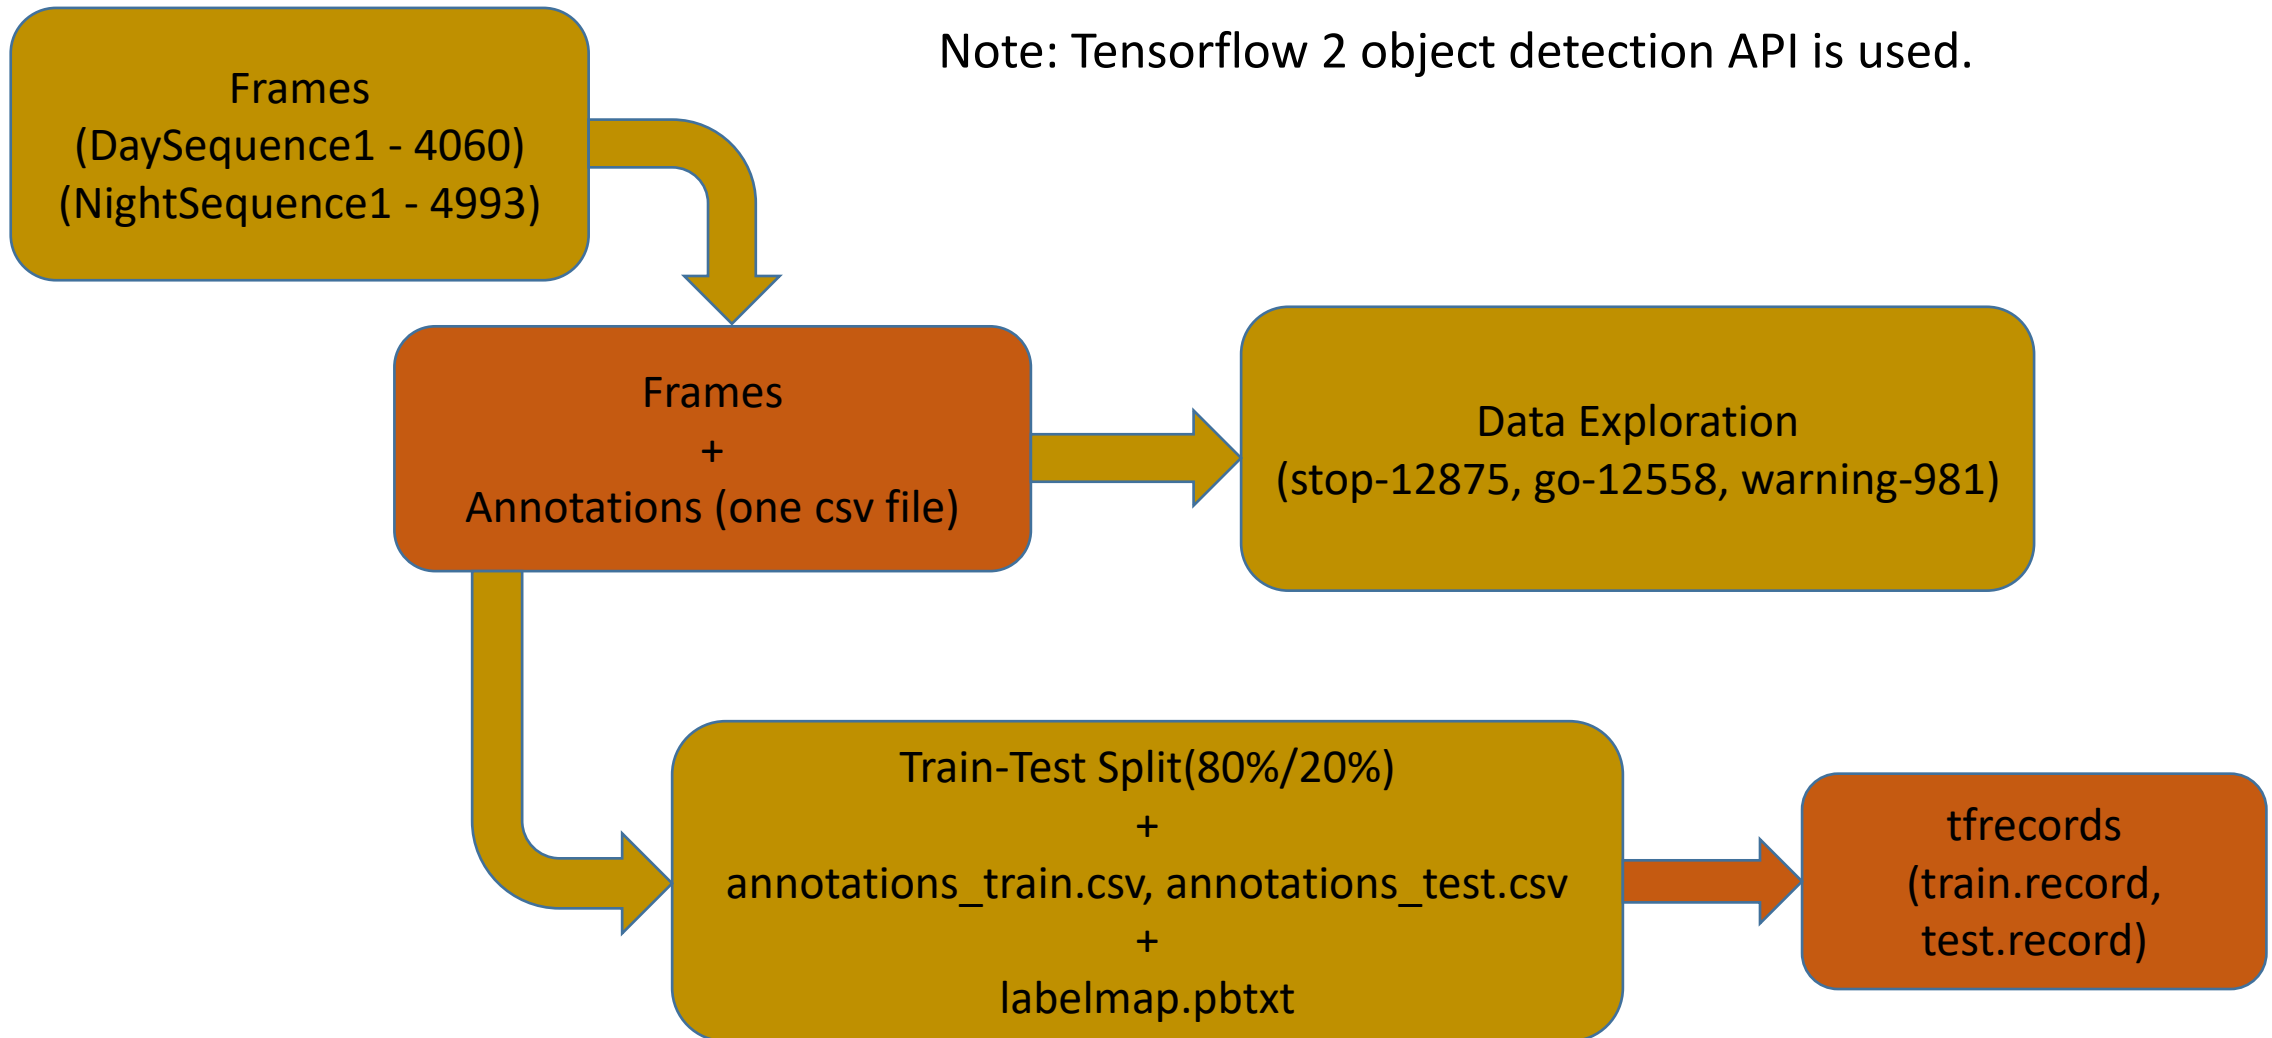 Note: Tensorflow 2 object detection API is used.
Frames
(DaySequence1 - 4060)
(NightSequence1 - 4993)
Frames
+
Annotations (one csv file)
Data Exploration
(stop-12875, go-12558, warning-981)
Train-Test Split(80%/20%)
+
annotations_train.csv, annotations_test.csv
+
labelmap.pbtxt
tfrecords
(train.record,
test.record)